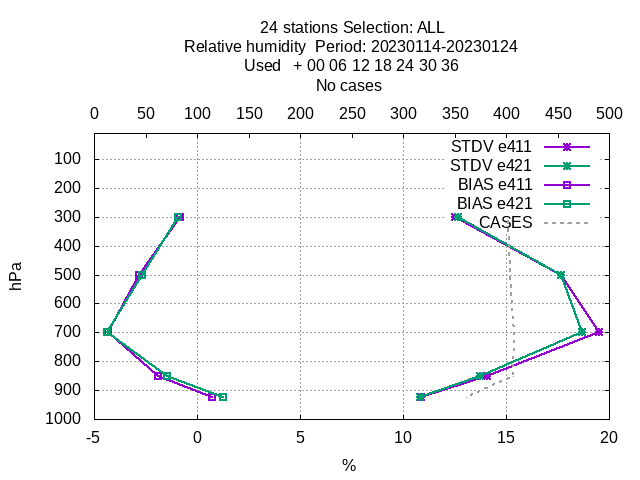 24 stations Selection: ALL
Relative humidity  Period: 20230114-20230124
Used   + 00 06 12 18 24 30 36
No cases
0 50 100 150 200 250 300 350 400 450 500
STDV e411
STDV e421
BIAS e411
BIAS e421
CASES
100
200
300
400
500
600
700
800
900
1000
hPa
-5 0 5 10 15 20
%